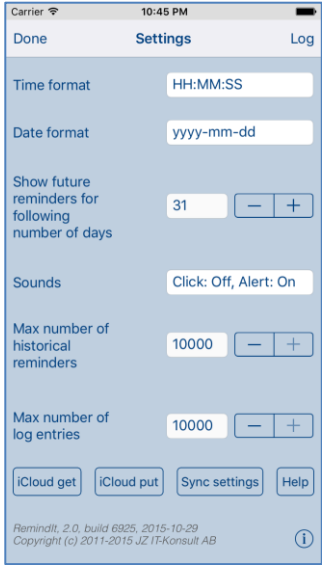 Carrier 10:45 PM
Done Settings Log
Time format HH:MM:SS
Date format yyyy-mm-dd
Show future
reminders for
following
number of days
31 — +
Sounds Click: Off, Alert: On
Max number of
historical
reminders
10000 — +
Max number of
log entries
10000 — +
iCloud get iCloud put Sync settings Help
RemindIt, 2.0, build 6925, 2015-10-29
Copyright (c) 2011-2015 JZ IT-Konsult AB
i